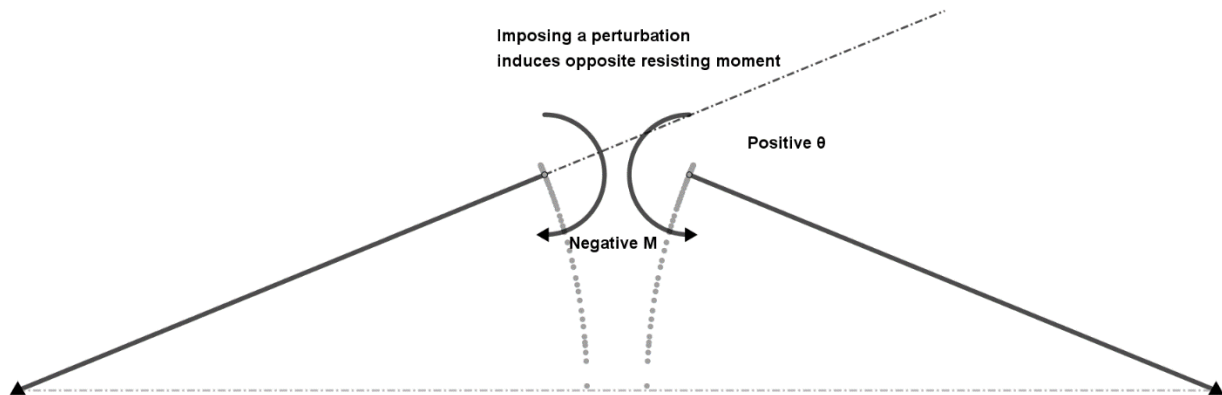 Imposing a perturbation
induces opposite resisting moment
Positive θ
Negative M